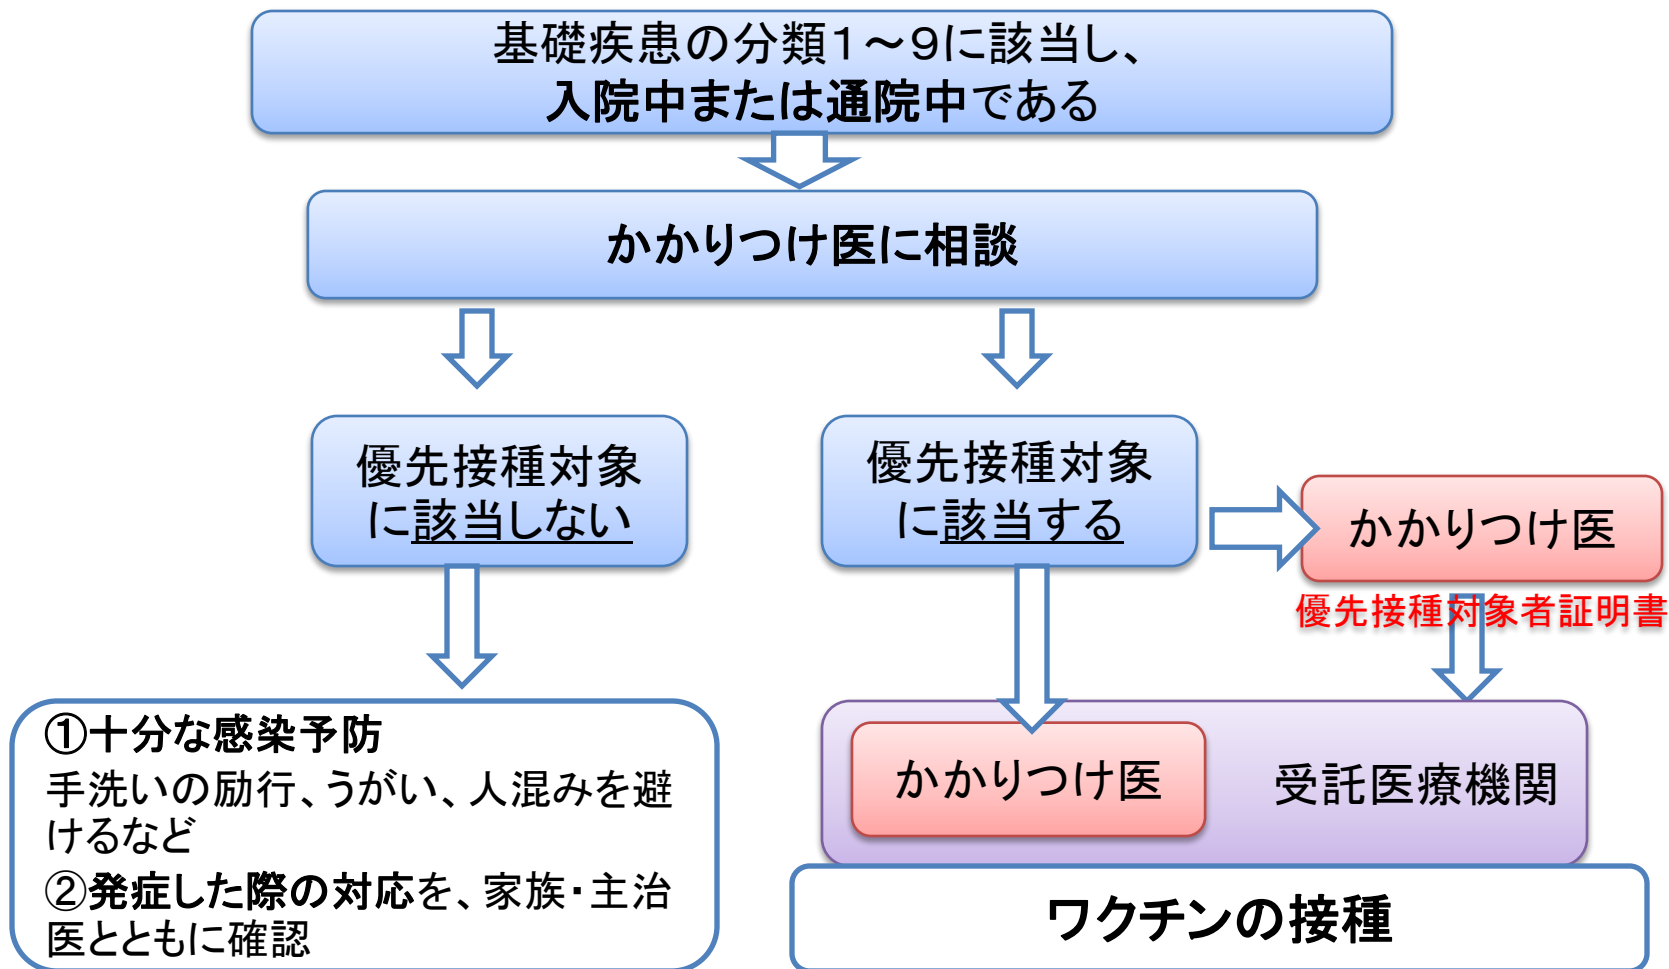 基礎疾患の分類１～９に該当し、
入院中または通院中である
かかりつけ医に相談
優先接種対象
に該当しない
優先接種対象
に該当する
かかりつけ医
優先接種対象者証明書
①十分な感染予防
手洗いの励行、うがい、人混みを避
けるなど
②発症した際の対応を、家族・主治
医とともに確認
かかりつけ医
受託医療機関
ワクチンの接種